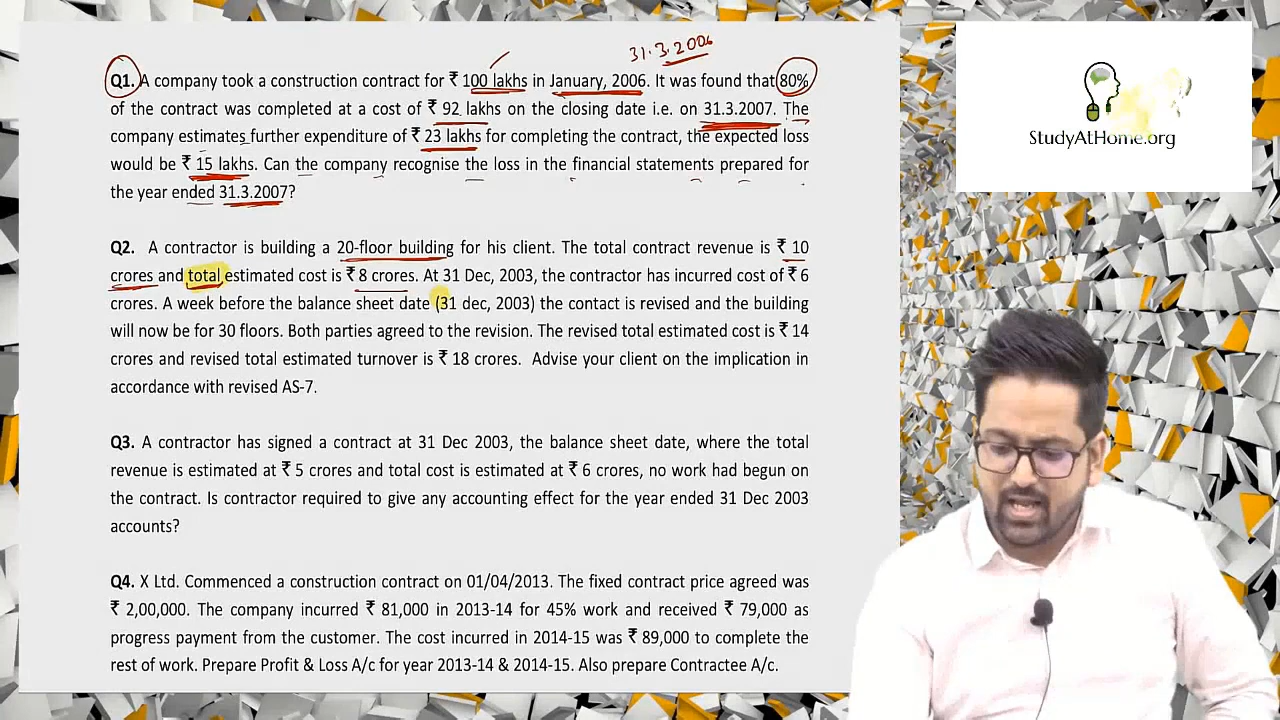 31.3.2006
Q1. A company took a construction contract for ₹ 100 lakhs in January, 2006. It was found that 80%
of the contract was completed at a cost of ₹ 92 lakhs on the closing date i.e. on 31.3.2007. The
company estimates further expenditure of ₹ 23 lakhs for completing the contract, the expected loss
would be ₹ 15 lakhs. Can the company recognise the loss in the financial statements prepared for
the year ended 31.3.2007?
Q2. A contractor is building a 20-floor building for his client. The total contract revenue is ₹ 10
crores and total estimated cost is ₹ 8 crores. At 31 Dec, 2003, the contractor has incurred cost of ₹ 6
crores. A week before the balance sheet date (31 dec, 2003) the contact is revised and the building
will now be for 30 floors. Both parties agreed to the revision. The revised total estimated cost is ₹ 14
crores and revised total estimated turnover is ₹ 18 crores. Advise your client on the implication in
accordance with revised AS-7.
Q3. A contractor has signed a contract at 31 Dec 2003, the balance sheet date, where the total
revenue is estimated at ₹ 5 crores and total cost is estimated at ₹ 6 crores, no work had begun on
the contract. Is contractor required to give any accounting effect for the year ended 31 Dec 2003
accounts?
Q4. X Ltd. Commenced a construction contract on 01/04/2013. The fixed contract price agreed was
₹ 2,00,000. The company incurred ₹ 81,000 in 2013-14 for 45% work and received ₹ 79,000 as
progress payment from the customer. The cost incurred in 2014-15 was ₹ 89,000 to complete the
rest of work. Prepare Profit & Loss A/c for year 2013-14 & 2014-15. Also prepare Contractee A/c.
StudyAtHome.org